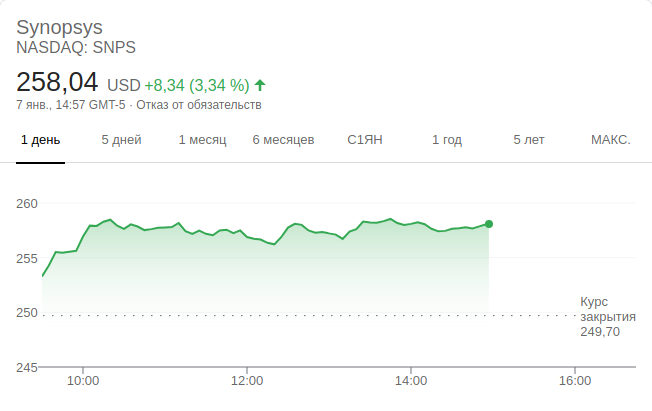 Synopsys
NASDAQ: SNPS
258,04 USD +8,34 (3,34 %)
7 янв., 14:57 GMT-5 · Отказ от обязательств
1 день 5 дней 1 месяц 6 месяцев С1ЯН 1 год 5 лет МАКС.
260
255
250
245
Курс
закрытия
249,70
10:00 12:00 14:00 16:00